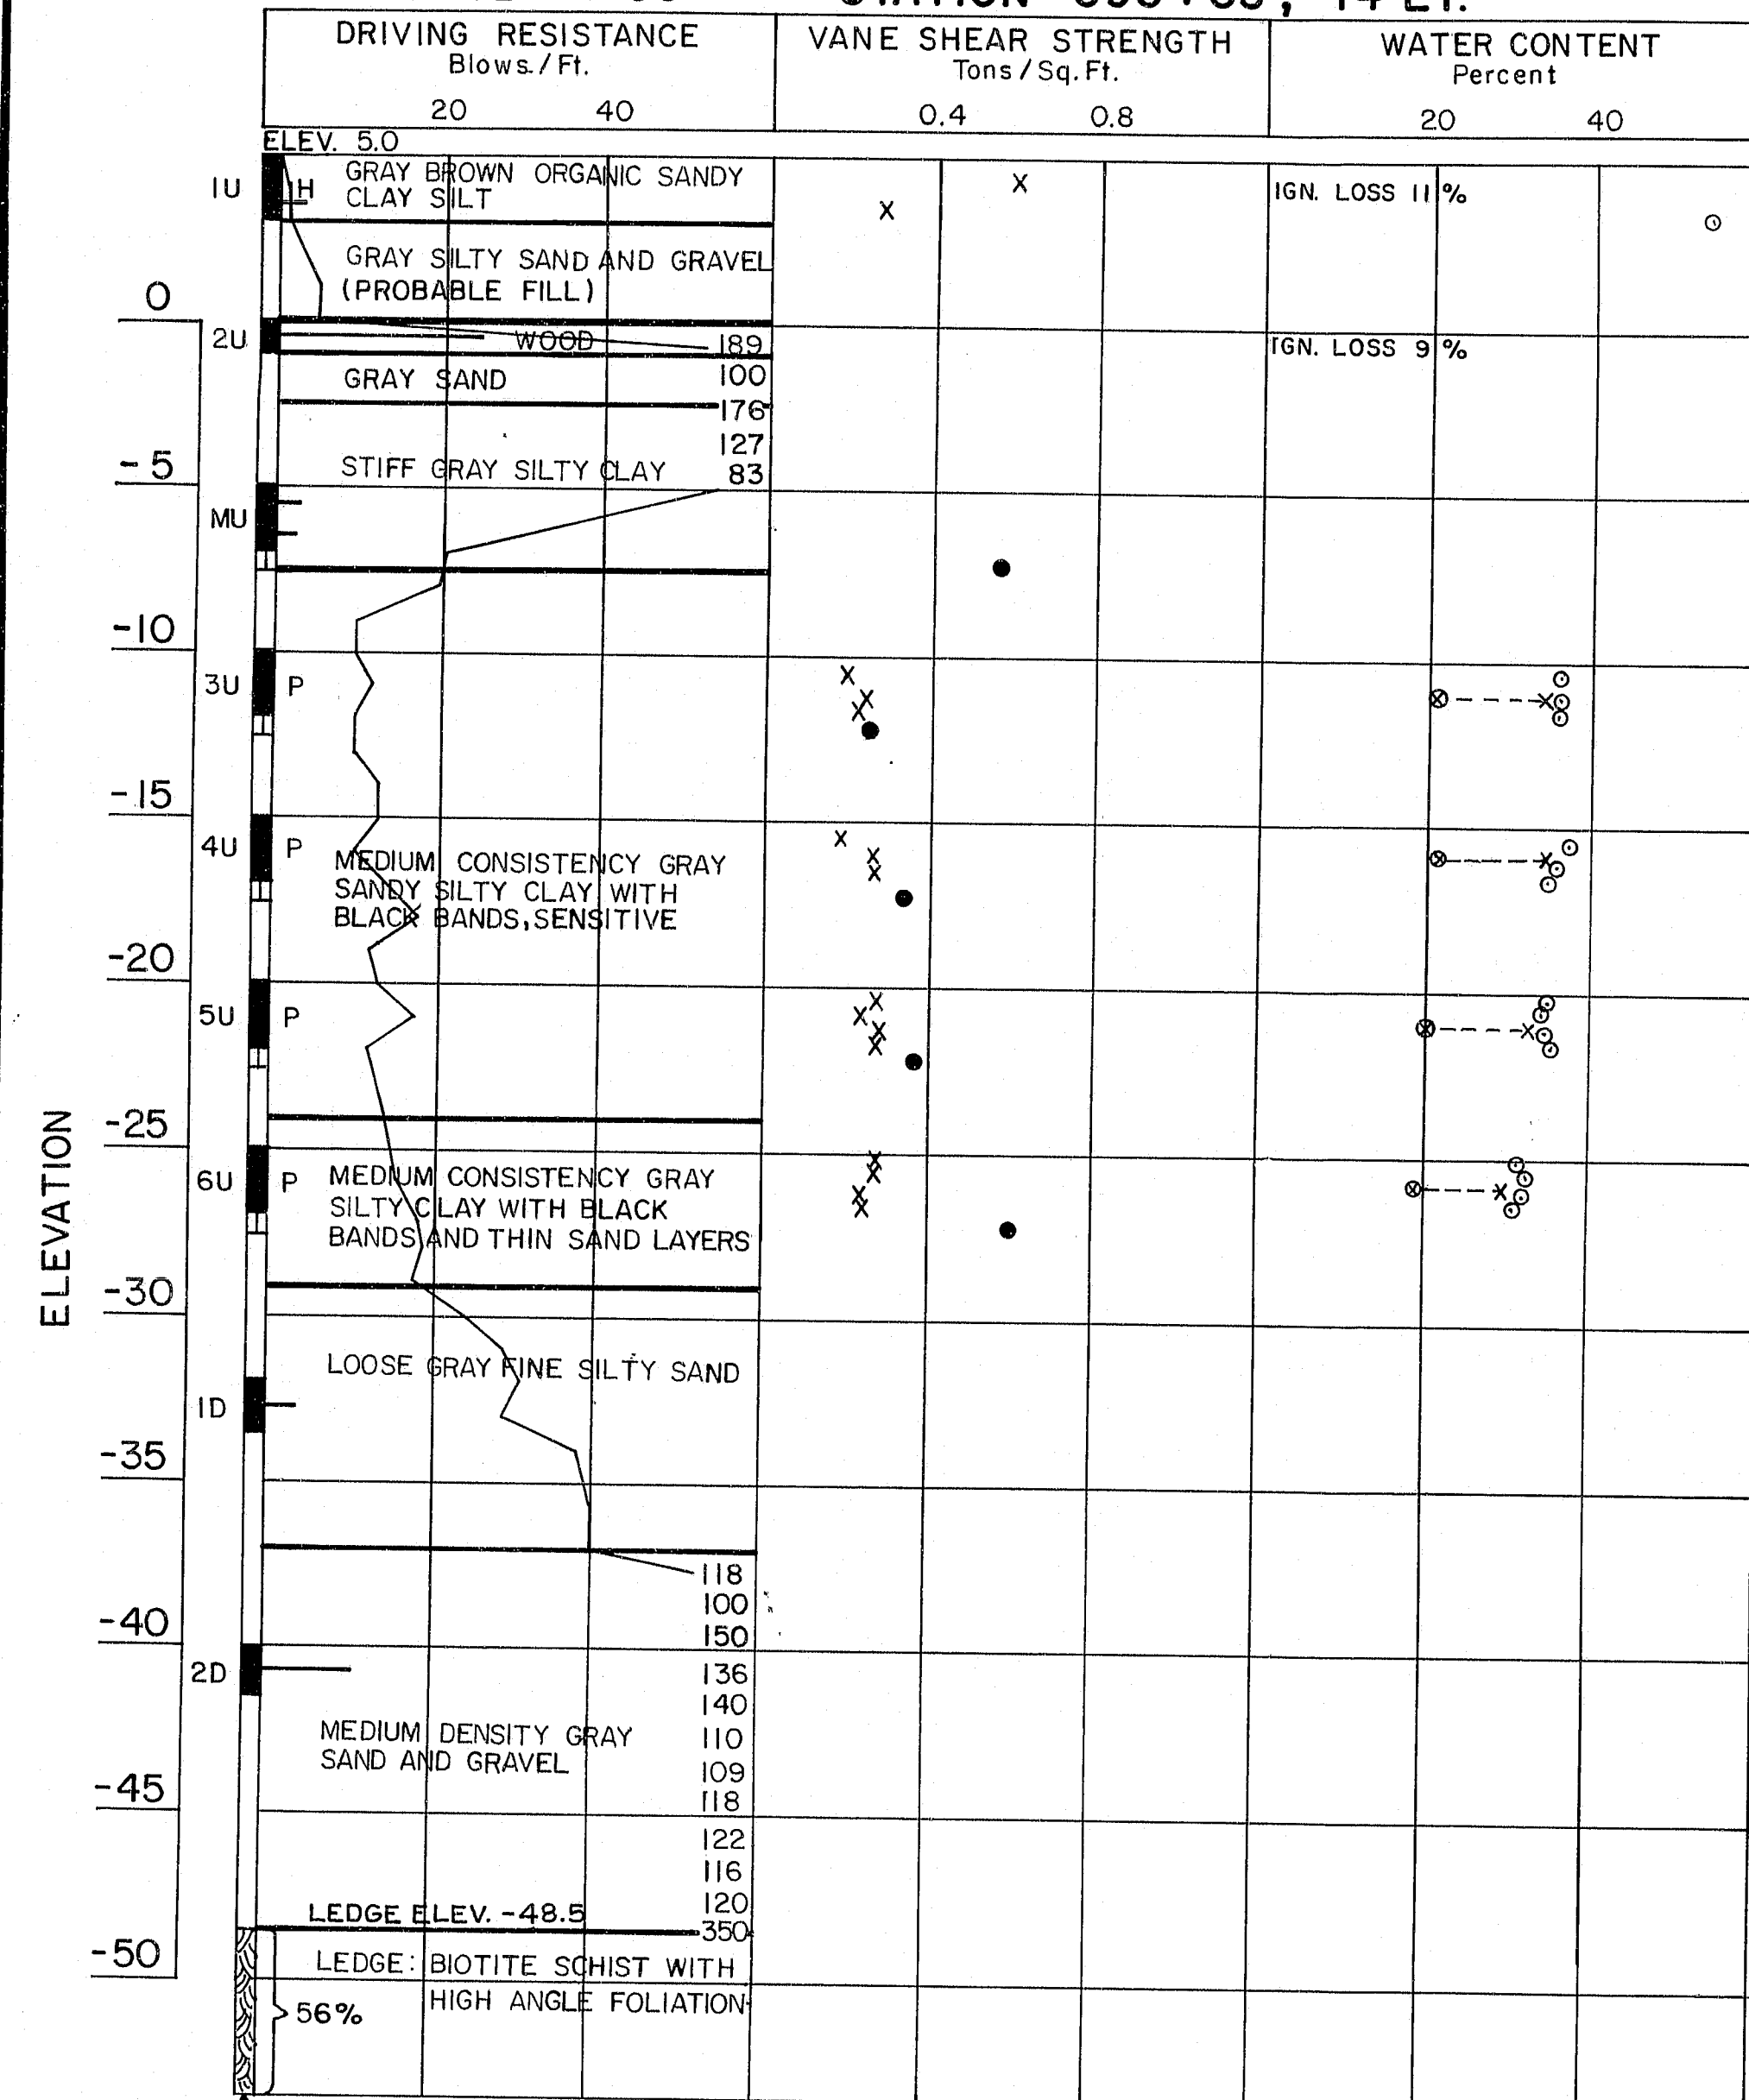 DRIVING RESISTANCE
Blows./Ft.
20 40
VANE SHEAR STRENGTH
Tons/Sq.Ft.
0.4 0.8
WATER CONTENT
Percent
20 40
ELEV. 5.0
1U H GRAY BROWN ORGANIC SANDY
CLAY SILT
IGN. LOSS 11 %
GRAY SILTY SAND AND GRAVEL
(PROBABLE FILL)
0
2U WOOD 189
IGN. LOSS 9 %
GRAY SAND 100
176
127
-5 STIFF GRAY SILTY CLAY 83
MU
-10
3U P
-15
4U P MEDIUM CONSISTENCY GRAY
SANDY SILTY CLAY WITH
BLACK BANDS, SENSITIVE
-20
5U P
-25
6U P MEDIUM CONSISTENCY GRAY
SILTY CLAY WITH BLACK
BANDS AND THIN SAND LAYERS
ELEVATION
-30
LOOSE GRAY FINE SILTY SAND
1D
-35
118
100
-40 150
2D 136
140
MEDIUM DENSITY GRAY 110
SAND AND GRAVEL
109
-45 118
122
116
120
LEDGE ELEV. -48.5
350
-50 LEDGE: BIOTITE SCHIST WITH
HIGH ANGLE FOLIATION
56%